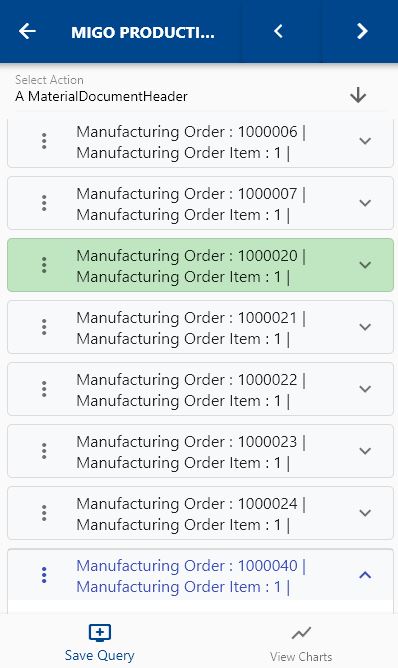 MIGO PRODUCTI...
Select Action
A MaterialDocumentHeader
Manufacturing Order : 1000006 |
Manufacturing Order Item : 1 |
Manufacturing Order : 1000007 |
Manufacturing Order Item : 1 |
Manufacturing Order : 1000020 |
Manufacturing Order Item : 1 |
Manufacturing Order : 1000021 |
Manufacturing Order Item : 1 |
Manufacturing Order : 1000022 |
Manufacturing Order Item : 1 |
Manufacturing Order : 1000023 |
Manufacturing Order Item : 1 |
Manufacturing Order : 1000024 |
Manufacturing Order Item : 1 |
Manufacturing Order : 1000040 |
Manufacturing Order Item : 1 |
Save Query
View Charts